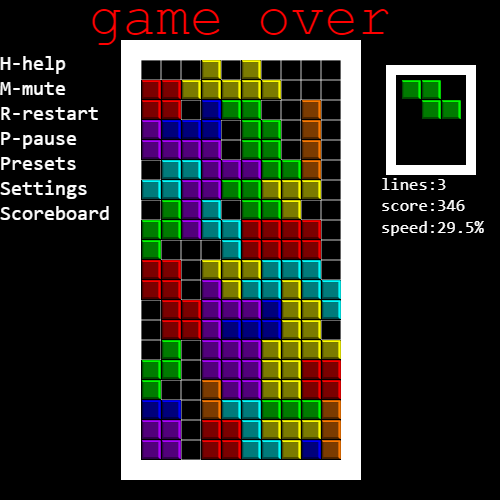 game over
H-help
M-mute
R-restart
P-pause
Presets
Settings
Scoreboard
lines:3
score:346
speed:29.5%